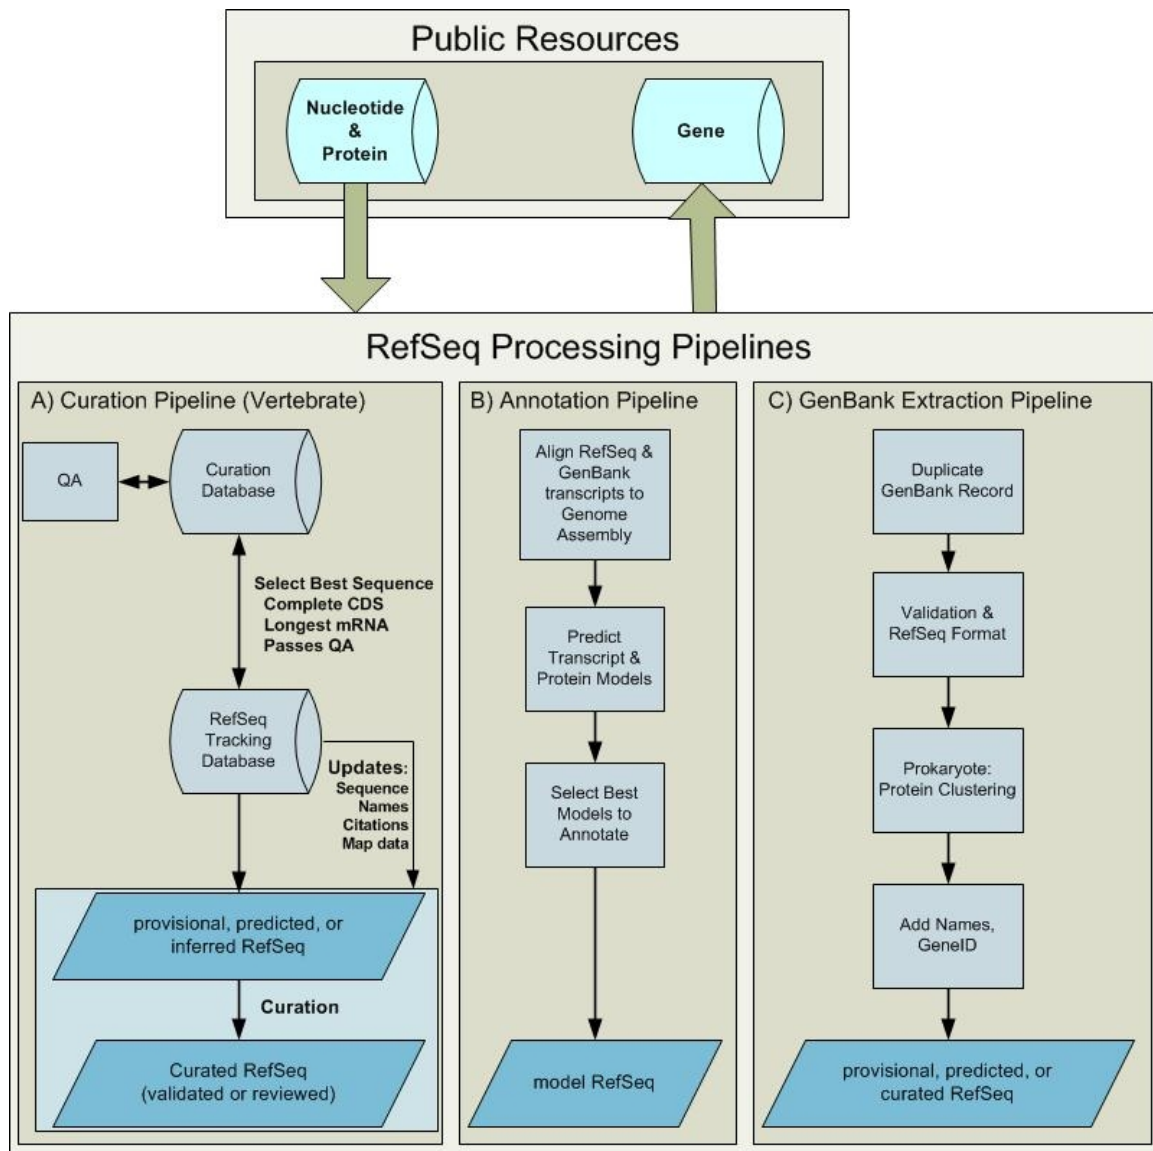 Public Resources
Nucleotide
&
Protein
Gene
RefSeq Processing Pipelines
A) Curation Pipeline (Vertebrate)
QA
Curation
Database
Select Best Sequence
Complete CDS
Longest mRNA
Passes QA
RefSeq
Tracking
Database
Updates:
Sequence
Names
Citations
Map data
provisional, predicted, or
inferred RefSeq
Curation
Curated RefSeq
(validated or reviewed)
B) Annotation Pipeline
Align RefSeq &
GenBank
transcripts to
Genome
Assembly
Predict
Transcript &
Protein Models
Select Best
Models to
Annotate
model RefSeq
C) GenBank Extraction Pipeline
Duplicate
GenBank Record
Validation &
RefSeq Format
Prokaryote:
Protein Clustering
Add Names,
GeneID
provisional, predicted, or
curated RefSeq